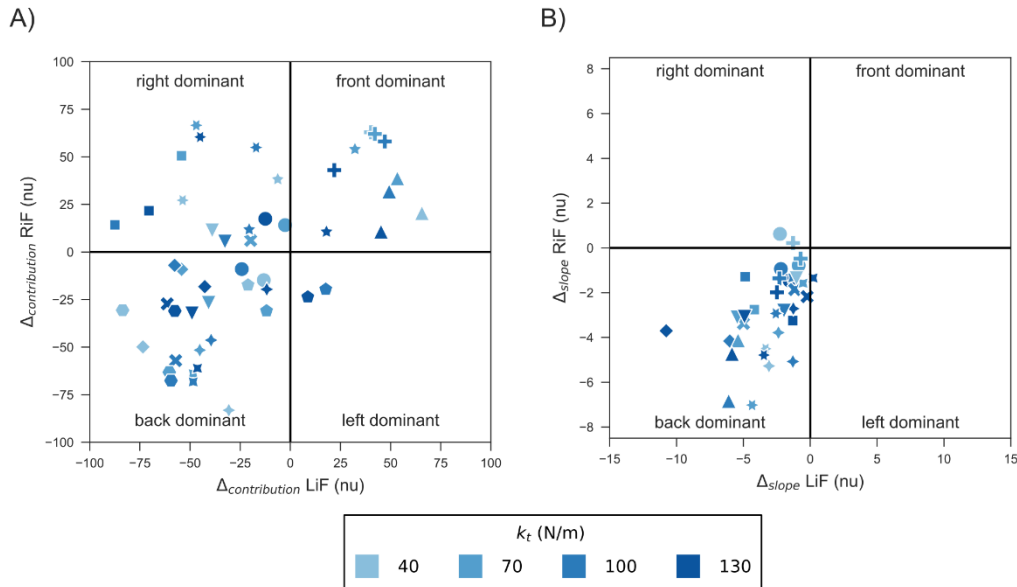 A)
B)
right dominant
front dominant
back dominant
left dominant
100
75
50
25
0
−25
−50
−75
−100
−100
−75
−50
−25
0
25
50
75
100
Δcontribution RiF (nu)
Δcontribution LiF (nu)
right dominant
front dominant
back dominant
left dominant
8
6
4
2
0
−2
−4
−6
−8
−15
−10
−5
0
5
10
15
Δslope RiF (nu)
Δslope LiF (nu)
kt (N/m)
40
70
100
130